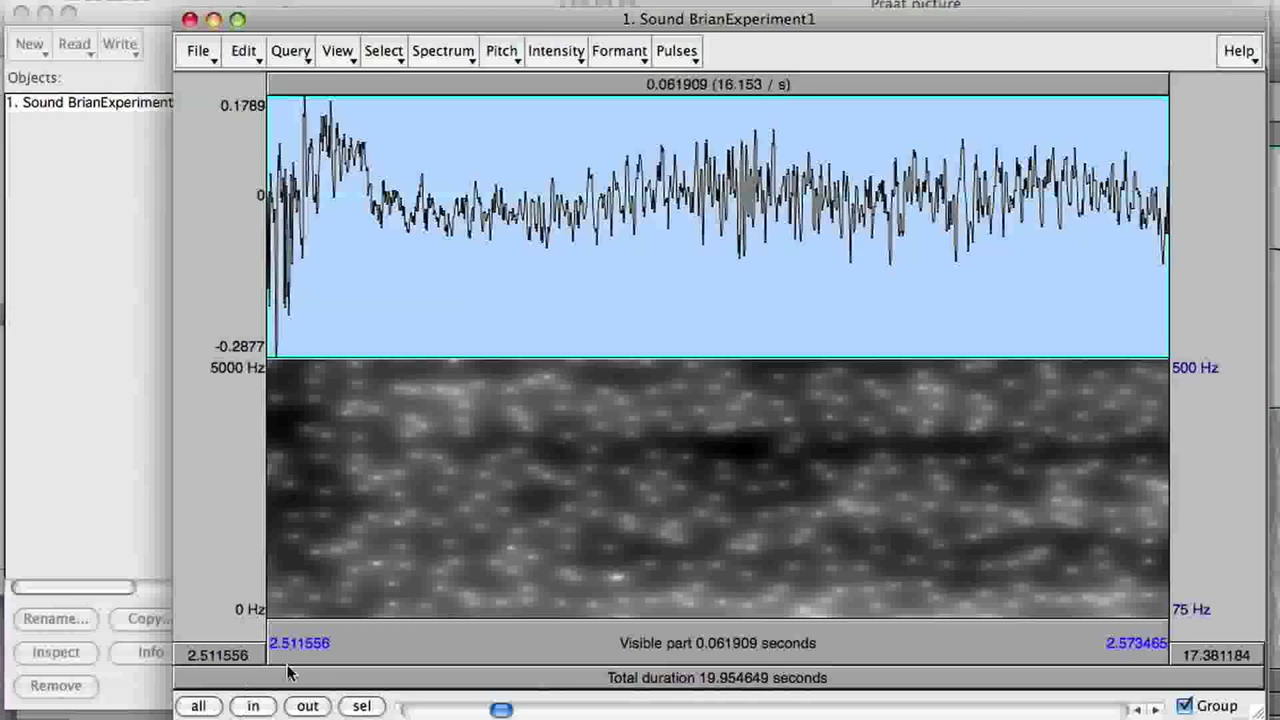 Praat picture
1. Sound BrianExperiment1
New Read Write
File Edit Query View Select Spectrum Pitch Intensity Formant Pulses Help
Objects:
1. Sound BrianExperiment
0.061909 (16.153 / s)
0.1789
0
-0.2877
5000 Hz
500 Hz
0 Hz
75 Hz
Rename... Copy...
Inspect Info
Remove
2.511556 Visible part 0.061909 seconds 2.573465
2.511556 17.381184
Total duration 19.954649 seconds
all in out sel Group